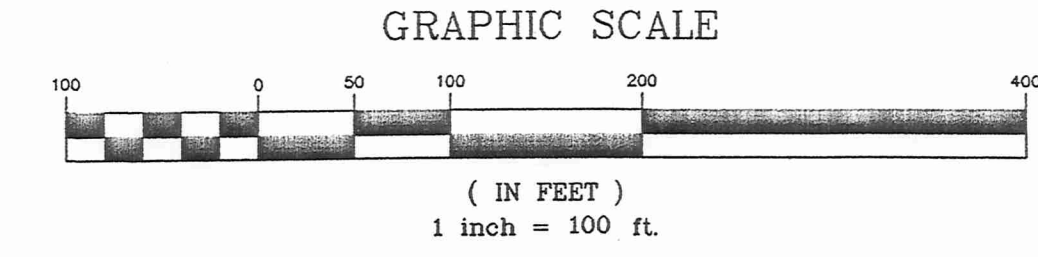 GRAPHIC SCALE
100 0 50 100 200 400
( IN FEET )
1 inch = 100 ft.